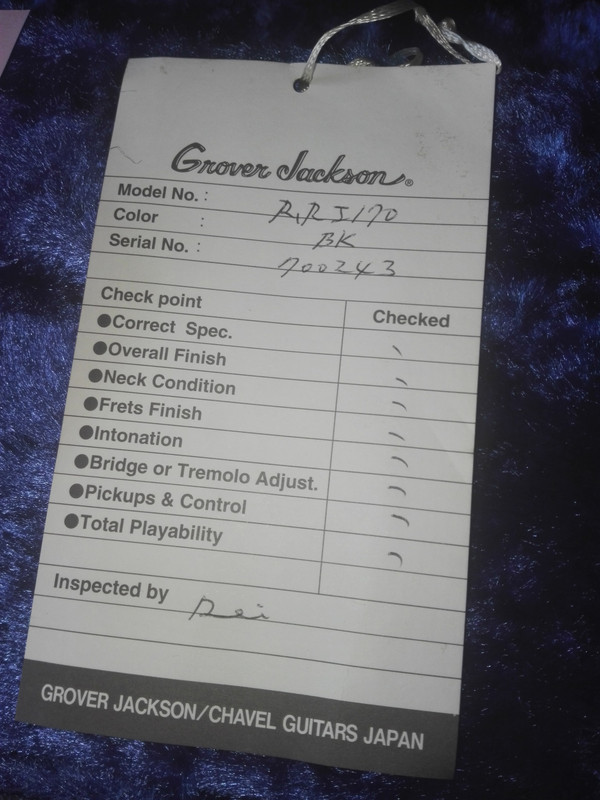 Grover Jackson®
Model No. : R.R J170
Color : BK
Serial No. : 700243
Check point Checked
●Correct Spec.
●Overall Finish
●Neck Condition
●Frets Finish
●Intonation
●Bridge or Tremolo Adjust.
●Pickups & Control
●Total Playability
Inspected by
GROVER JACKSON/CHAVEL GUITARS JAPAN